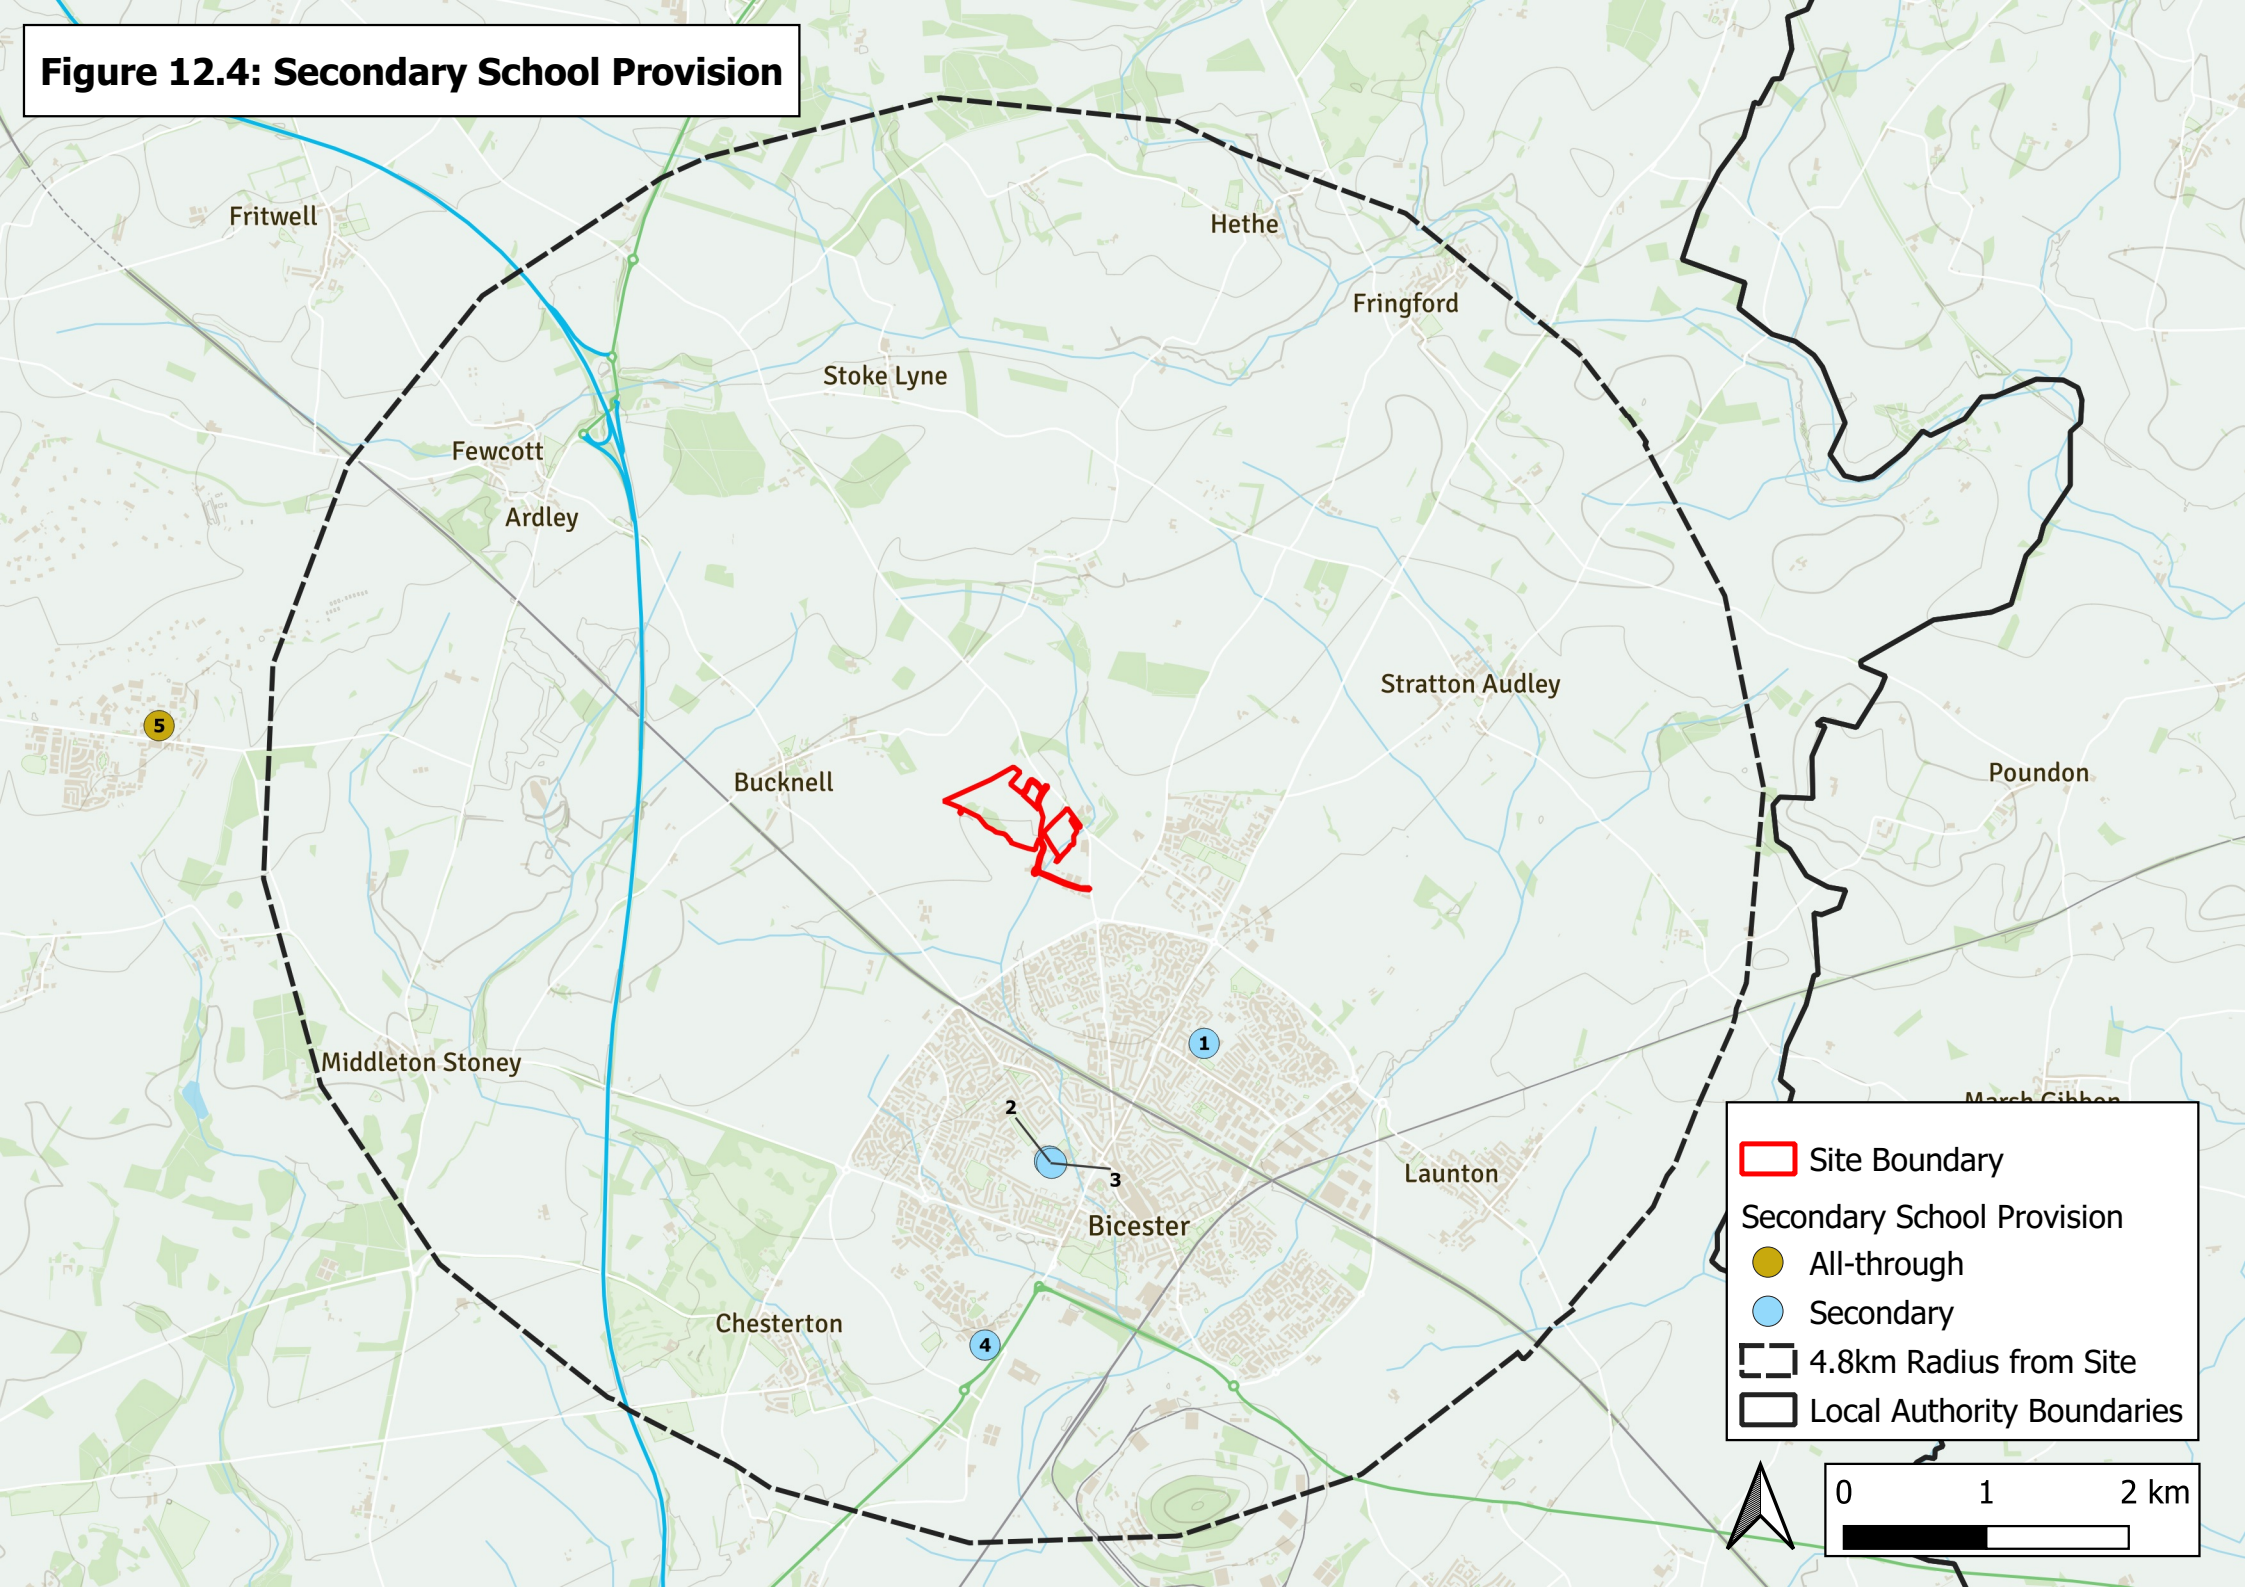 Figure 12.4: Secondary School Provision
Fritwell
Hethe
Fringford
Stoke Lyne
Fewcott
Ardley
Stratton Audley
5
Bucknell
Poundon
1
Middleton Stoney
Marsh Gibbon
2
3
Launton
Bicester
Chesterton
4
Site Boundary
Secondary School Provision
All-through
Secondary
4.8km Radius from Site
Local Authority Boundaries
0 1 2 km